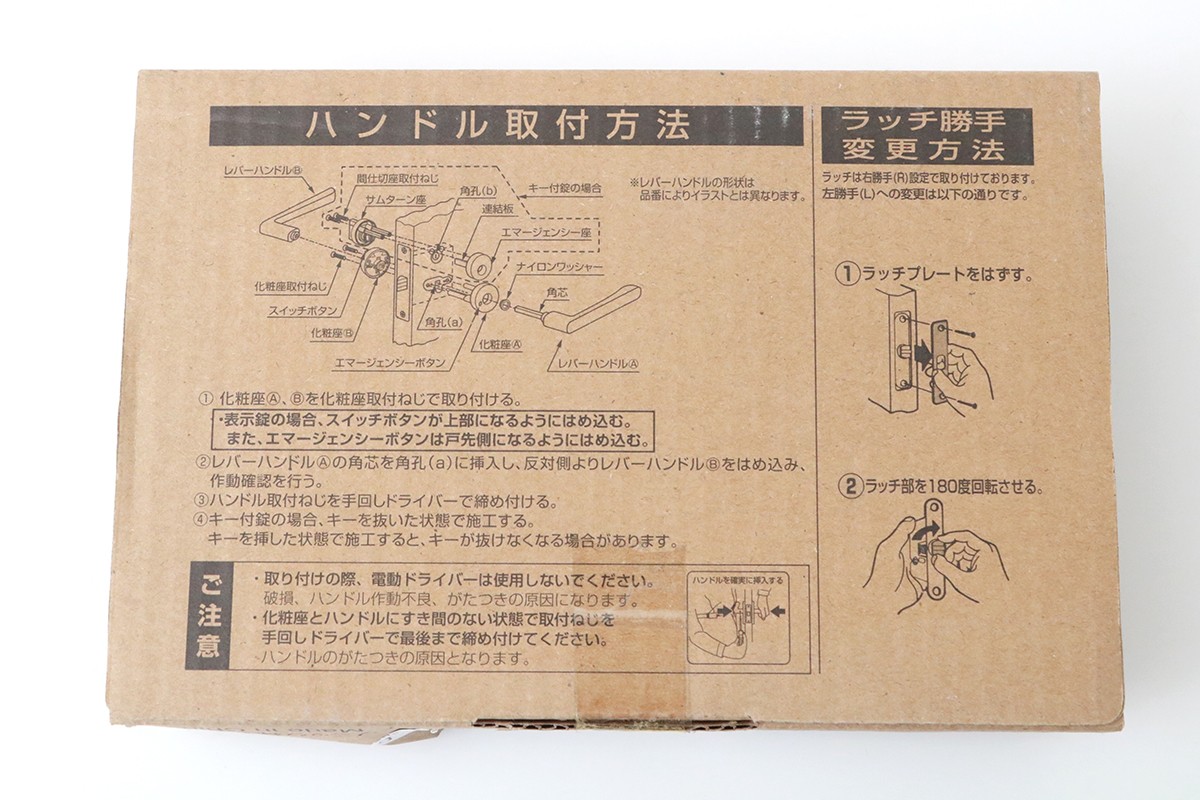 ハンドル取付方法
レバーハンドルⒷ
間仕切座取付ねじ
サムターン座
角孔(b)
連結板
キー付錠の場合
エマージェンシー座
ナイロンワッシャー
角芯
化粧座取付ねじ
スイッチボタン
化粧座Ⓑ
角孔(a)
化粧座Ⓐ
エマージェンシーボタン
レバーハンドルⒶ
※レバーハンドルの形状は
品番によりイラストとは異なります。
① 化粧座Ⓐ、Ⓑを化粧座取付ねじで取り付ける。
・表示錠の場合、スイッチボタンが上部になるようにはめ込む。
また、エマージェンシーボタンは戸先側になるようにはめ込む。
②レバーハンドルⒶの角芯を角孔(a)に挿入し、反対側よりレバーハンドルⒷをはめ込み、
作動確認を行う。
③ハンドル取付ねじを手回しドライバーで締め付ける。
④キー付錠の場合、キーを抜いた状態で施工する。
キーを挿した状態で施工すると、キーが抜けなくなる場合があります。
ご注意
・取り付けの際、電動ドライバーは使用しないでください。
破損、ハンドル作動不良、がたつきの原因になります。
・化粧座とハンドルにすき間のない状態で取付ねじを
手回しドライバーで最後まで締め付けてください。
ハンドルのがたつきの原因となります。
ハンドルを確実に挿入する
ラッチ勝手
変更方法
ラッチは右勝手(R)設定で取り付けております。
左勝手(L)への変更は以下の通りです。
①ラッチプレートをはずす。
②ラッチ部を180度回転させる。